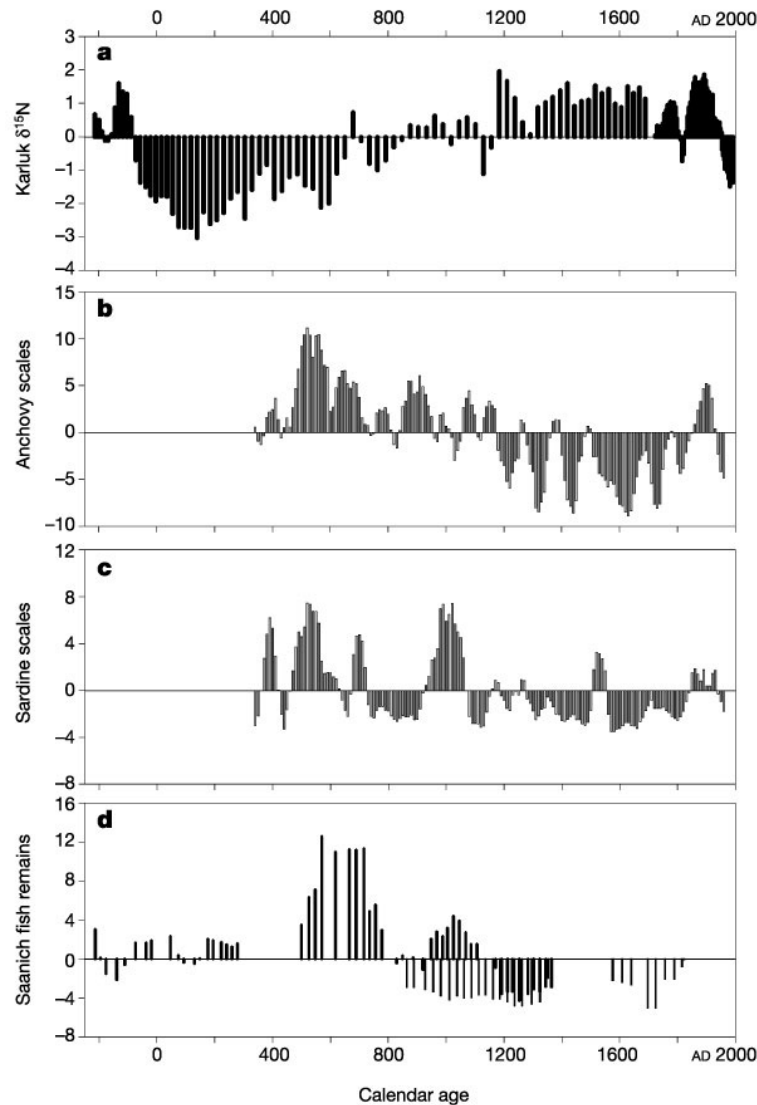 0 400 800 1200 1600 AD 2000
a
3
2
1
0
–1
–2
–3
–4
Karluk δ¹⁵N
b
15
10
5
0
–5
–10
Anchovy scales
c
12
8
4
0
–4
–8
Sardine scales
d
16
12
8
4
0
–4
–8
Saanich fish remains
0 400 800 1200 1600 AD 2000
Calendar age